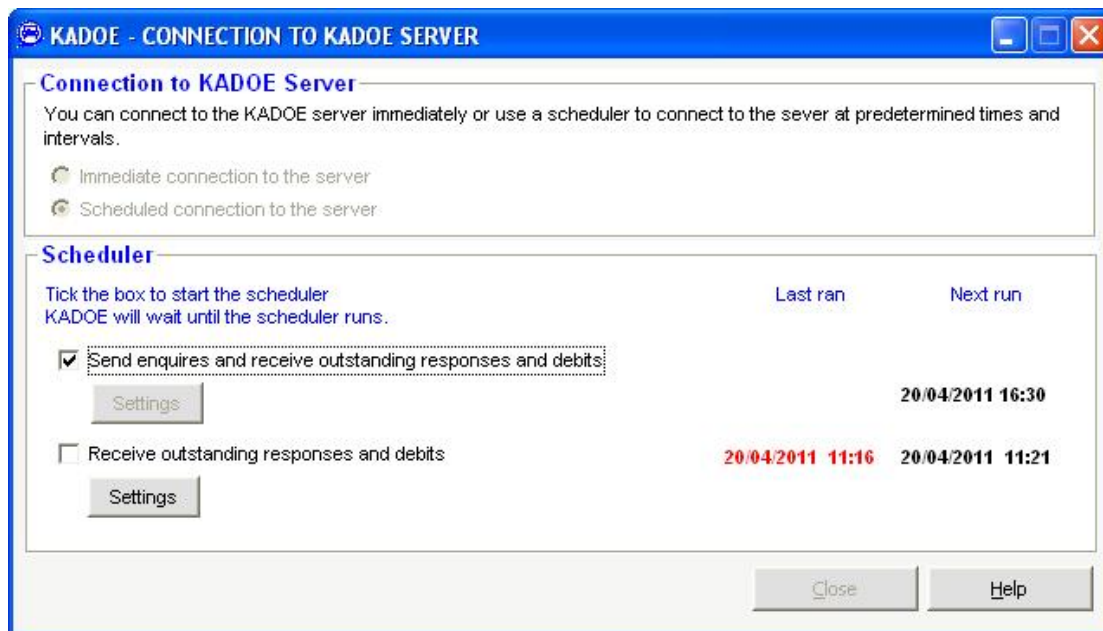 KADOE - CONNECTION TO KADOE SERVER
Connection to KADOE Server
You can connect to the KADOE server immediately or use a scheduler to connect to the sever at predetermined times and
intervals.
Immediate connection to the server
Scheduled connection to the server
Scheduler
Tick the box to start the scheduler
KADOE will wait until the scheduler runs.
Last ran
Next run
Send enquires and receive outstanding responses and debits
Settings
20/04/2011 16:30
Receive outstanding responses and debits
20/04/2011 11:16
20/04/2011 11:21
Settings
Close
Help